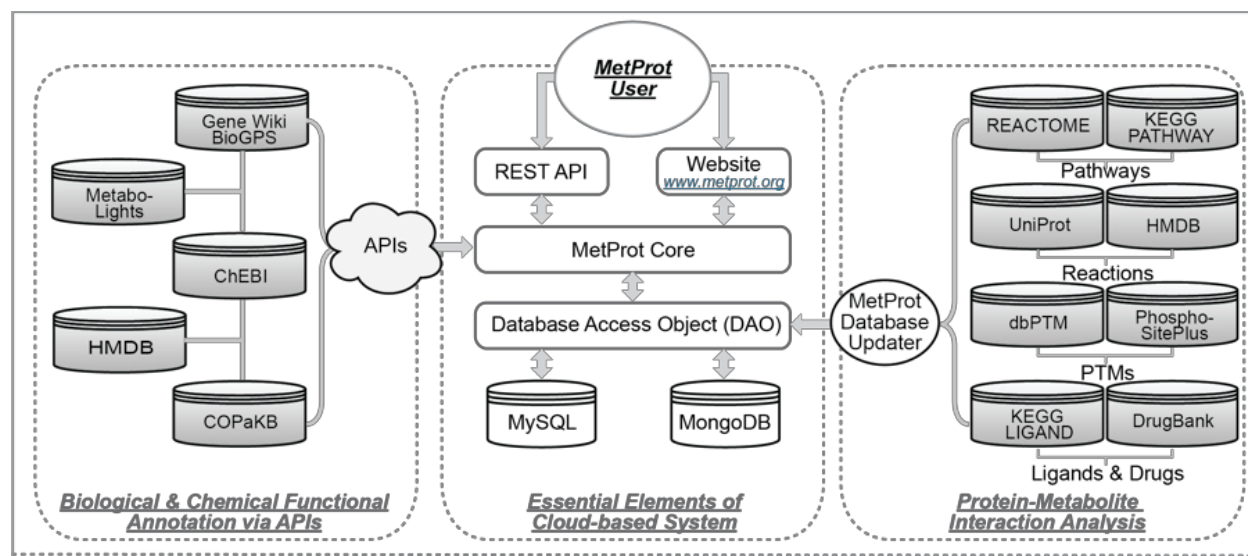 Gene Wiki
BioGPS
Metabo-
Lights
ChEBI
HMDB
COPaKB
APIs
Biological & Chemical Functional
Annotation via APIs
MetProt
User
REST API
Website
www.metprot.org
MetProt Core
Database Access Object (DAO)
MySQL
MongoDB
Essential Elements of
Cloud-based System
MetProt
Database
Updater
REACTOME
KEGG
PATHWAY
Pathways
UniProt
HMDB
Reactions
dbPTM
Phospho-
SitePlus
PTMs
KEGG
LIGAND
DrugBank
Ligands & Drugs
Protein-Metabolite
Interaction Analysis